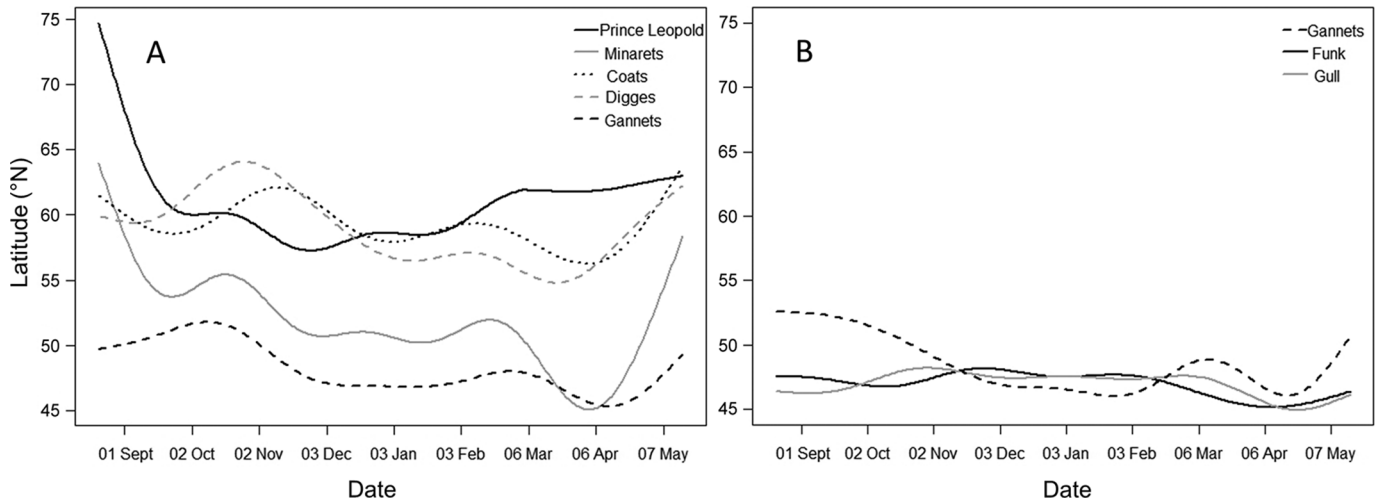 A
Prince Leopold
Minarets
Coats
Digges
Gannets
Latitude (°N)
75
70
65
60
55
50
45
01 Sept 02 Oct 02 Nov 03 Dec 03 Jan 03 Feb 06 Mar 06 Apr 07 May
Date
B
Gannets
Funk
Gull
75
70
65
60
55
50
45
01 Sept 02 Oct 02 Nov 03 Dec 03 Jan 03 Feb 06 Mar 06 Apr 07 May
Date